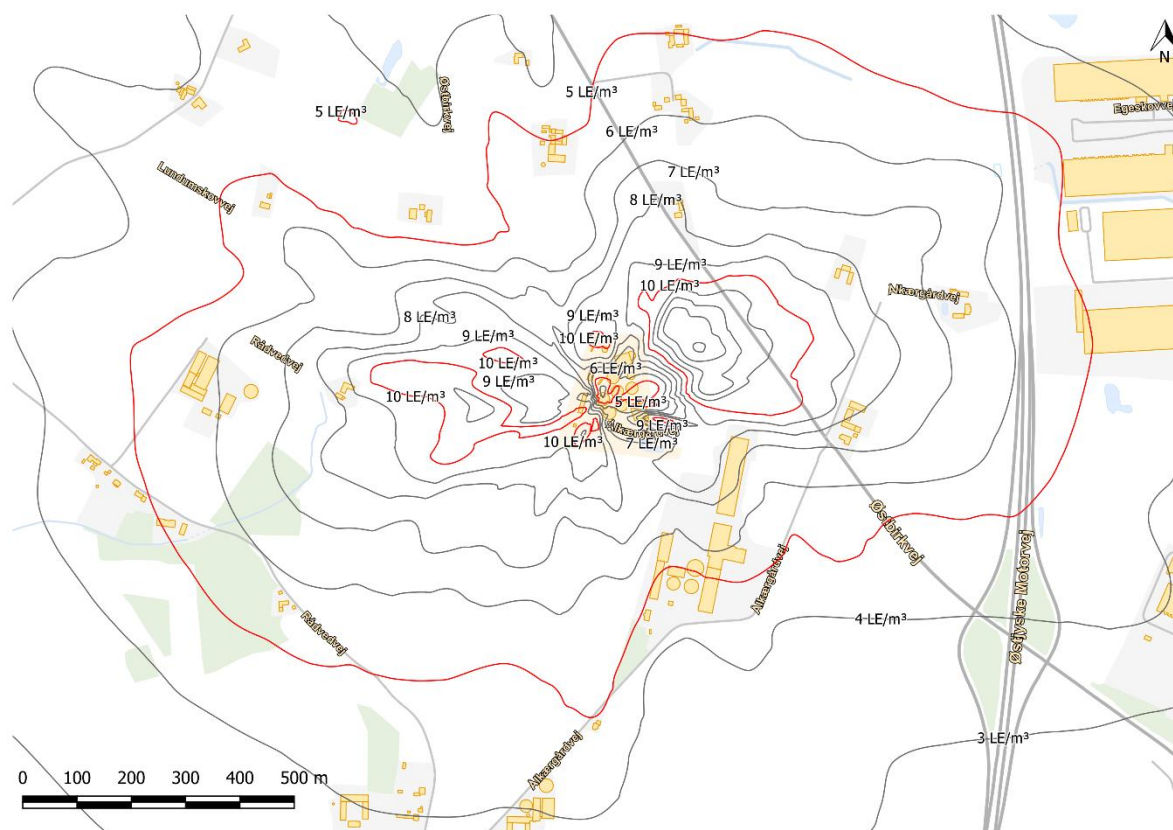 N
5 LE/m³
Egeskovvej
Østbirkvej
5 LE/m³
6 LE/m³
Lundumskovvej
7 LE/m³
8 LE/m³
9 LE/m³
10 LE/m³
Alkærgårdvej
8 LE/m³
9 LE/m³
9 LE/m³
10 LE/m³
Rådvedvej
10 LE/m³
6 LE/m³
9 LE/m³
10 LE/m³
5 LE/m³
9 LE/m³
Alkærgårdvej
10 LE/m³
7 LE/m³
Østbirkvej
Alkærgårdvej
Østjyske Motorvej
Rådvedvej
4 LE/m³
3 LE/m³
Alkærgårdvej
0 100 200 300 400 500 m